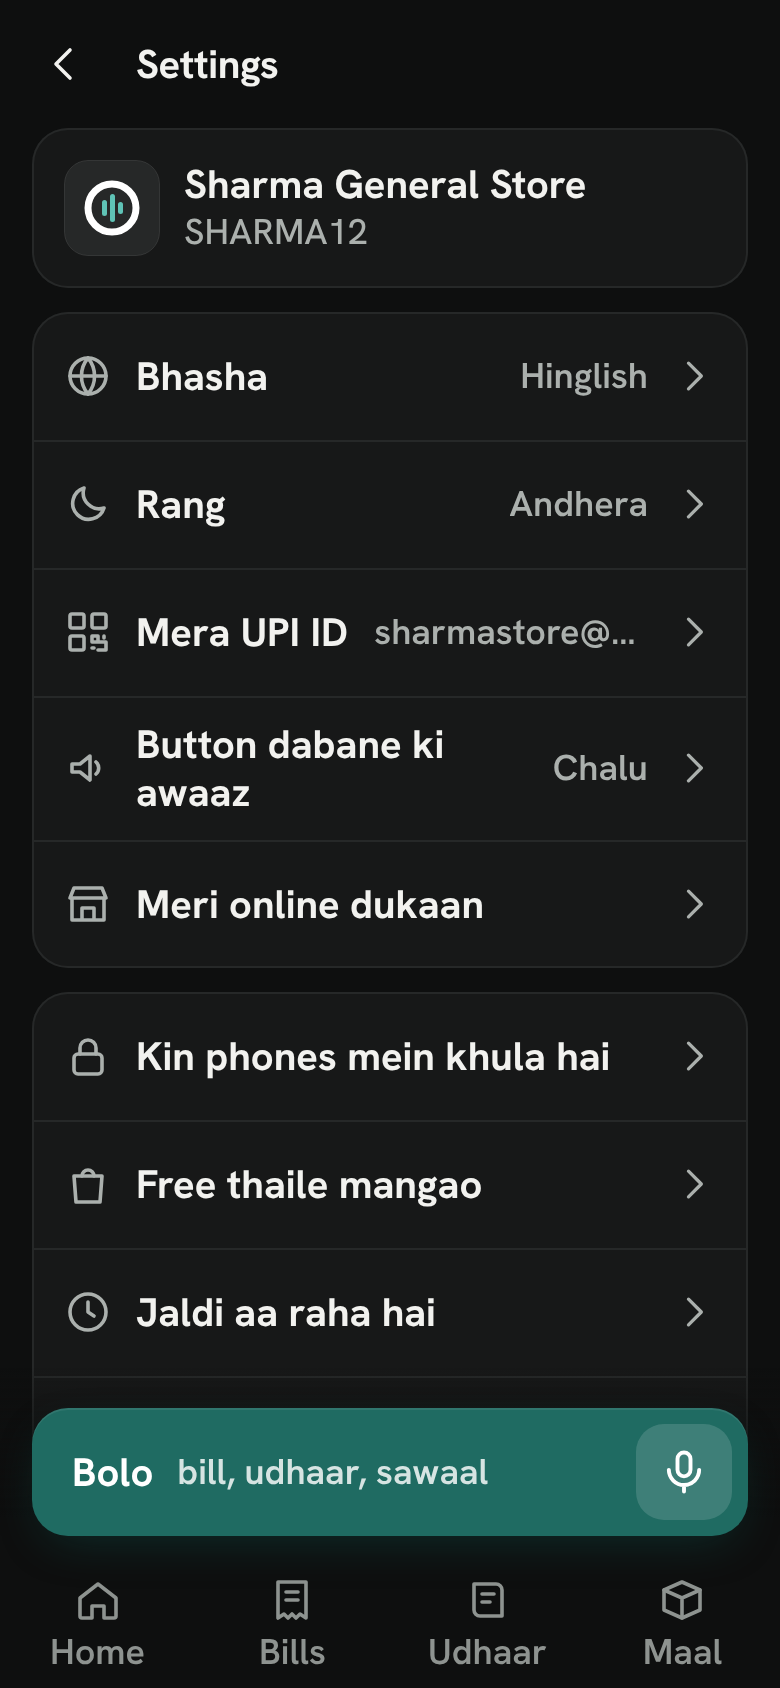 Settings
Sharma General Store
SHARMA12
Bhasha Hinglish
Rang Andhera
Mera UPI ID sharmastore@...
Button dabane ki
awaaz
Chalu
Meri online dukaan
Kin phones mein khula hai
Free thaile mangao
Jaldi aa raha hai
Bolo bill, udhaar, sawaal
Home Bills Udhaar Maal